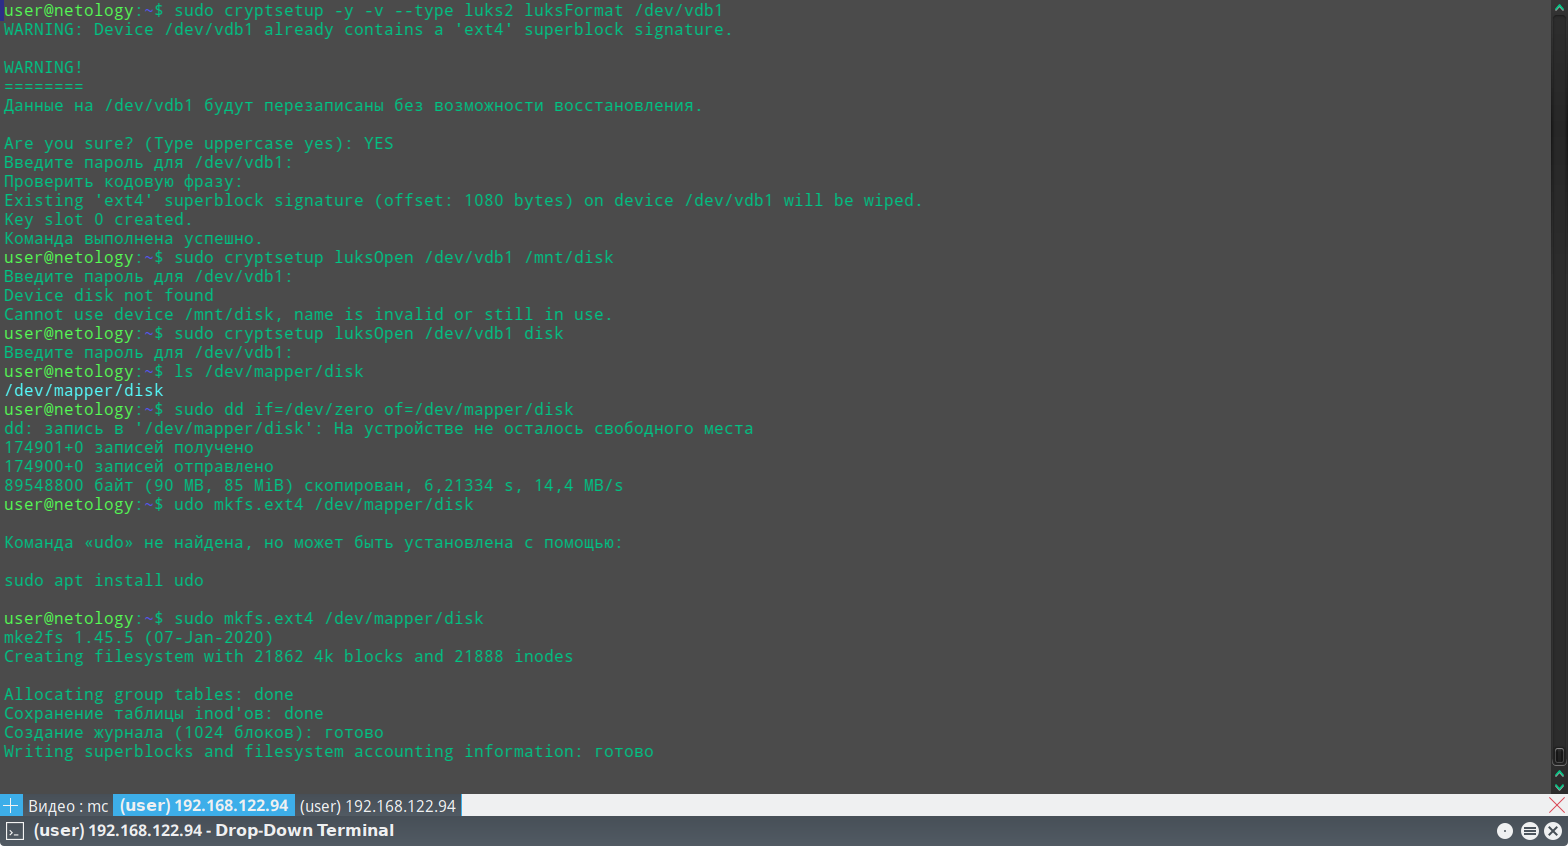 user@netology:~$ sudo cryptsetup -y -v --type luks2 luksFormat /dev/vdb1
WARNING: Device /dev/vdb1 already contains a 'ext4' superblock signature.
WARNING!
========
Данные на /dev/vdb1 будут перезаписаны без возможности восстановления.
Are you sure? (Type uppercase yes): YES
Введите пароль для /dev/vdb1:
Проверить кодовую фразу:
Existing 'ext4' superblock signature (offset: 1080 bytes) on device /dev/vdb1 will be wiped.
Key slot 0 created.
Команда выполнена успешно.
user@netology:~$ sudo cryptsetup luksOpen /dev/vdb1 /mnt/disk
Введите пароль для /dev/vdb1:
Device disk not found
Cannot use device /mnt/disk, name is invalid or still in use.
user@netology:~$ sudo cryptsetup luksOpen /dev/vdb1 disk
Введите пароль для /dev/vdb1:
user@netology:~$ ls /dev/mapper/disk
/dev/mapper/disk
user@netology:~$ sudo dd if=/dev/zero of=/dev/mapper/disk
dd: запись в '/dev/mapper/disk': На устройстве не осталось свободного места
174901+0 записей получено
174900+0 записей отправлено
89548800 байт (90 MB, 85 MiB) скопирован, 6,21334 s, 14,4 MB/s
user@netology:~$ udo mkfs.ext4 /dev/mapper/disk
Команда «udo» не найдена, но может быть установлена с помощью:
sudo apt install udo
user@netology:~$ sudo mkfs.ext4 /dev/mapper/disk
mke2fs 1.45.5 (07-Jan-2020)
Creating filesystem with 21862 4k blocks and 21888 inodes
Allocating group tables: done
Сохранение таблицы inod'ов: done
Создание журнала (1024 блоков): готово
Writing superblocks and filesystem accounting information: готово
Видео : mc (user) 192.168.122.94 (user) 192.168.122.94
(user) 192.168.122.94 - Drop-Down Terminal